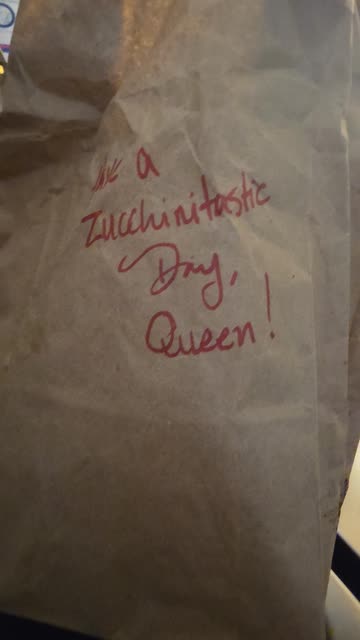 a
Zucchinitastic
Day,
Queen!